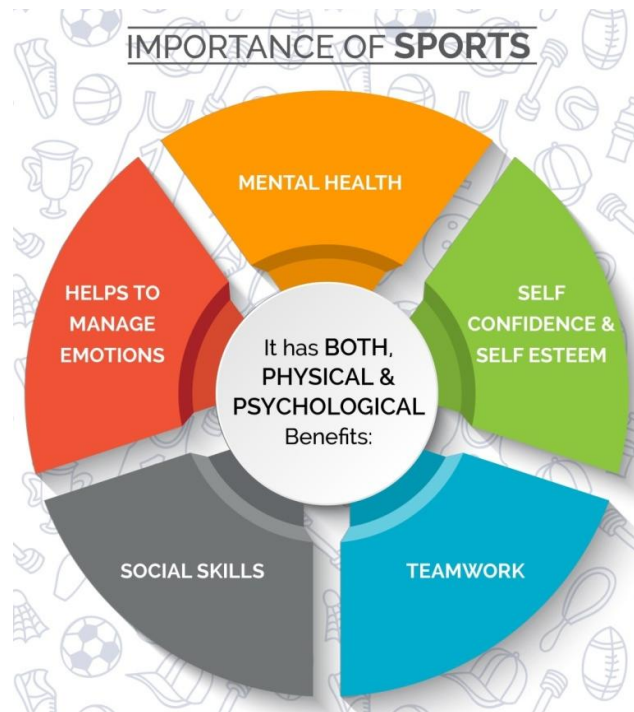 IMPORTANCE OF SPORTS
MENTAL HEALTH
HELPS TO
MANAGE
EMOTIONS
SELF
CONFIDENCE &
SELF ESTEEM
It has BOTH,
PHYSICAL &
PSYCHOLOGICAL
Benefits:
SOCIAL SKILLS
TEAMWORK